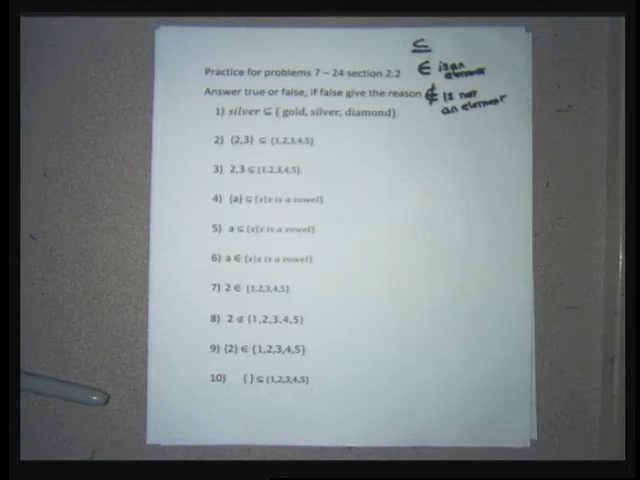 ⊆
Practice for problems 7 – 24 section 2.2
∈ is an element
Answer true or false, if false give the reason
∉ is not an element
1) silver ⊆ { gold, silver, diamond}
2) {2,3} ⊆ {1,2,3,4,5}
3) 2,3 ⊆ {1,2,3,4,5}
4) {a} ⊆ {x|x is a vowel}
5) a ⊆ {x|x is a vowel}
6) a ∈ {x|x is a vowel}
7) 2 ∈ {1,2,3,4,5}
8) 2 ∉ {1,2,3,4,5}
9) {2} ∈ {1,2,3,4,5}
10) { } ⊆ {1,2,3,4,5}